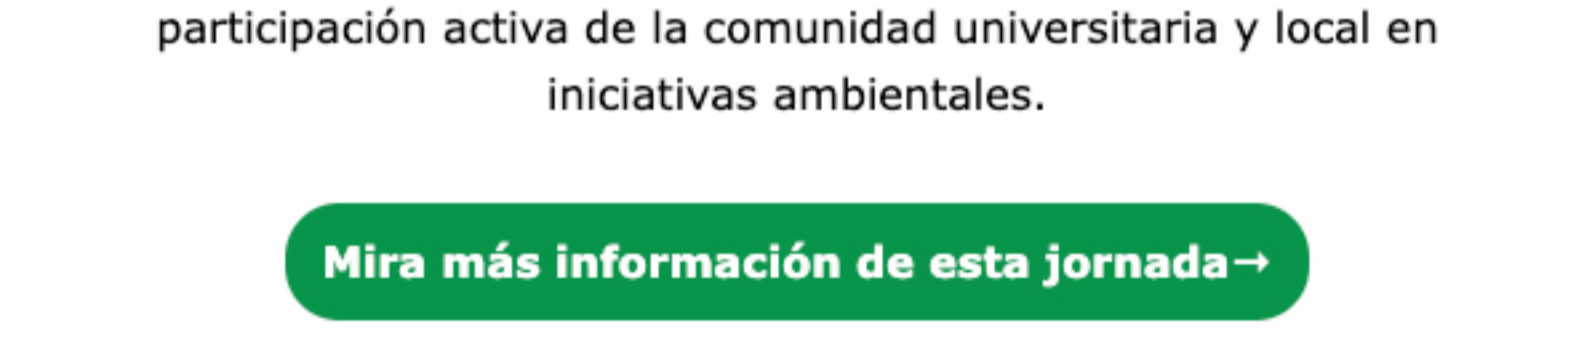 participación activa de la comunidad universitaria y local en
iniciativas ambientales.
Mira más información de esta jornada→